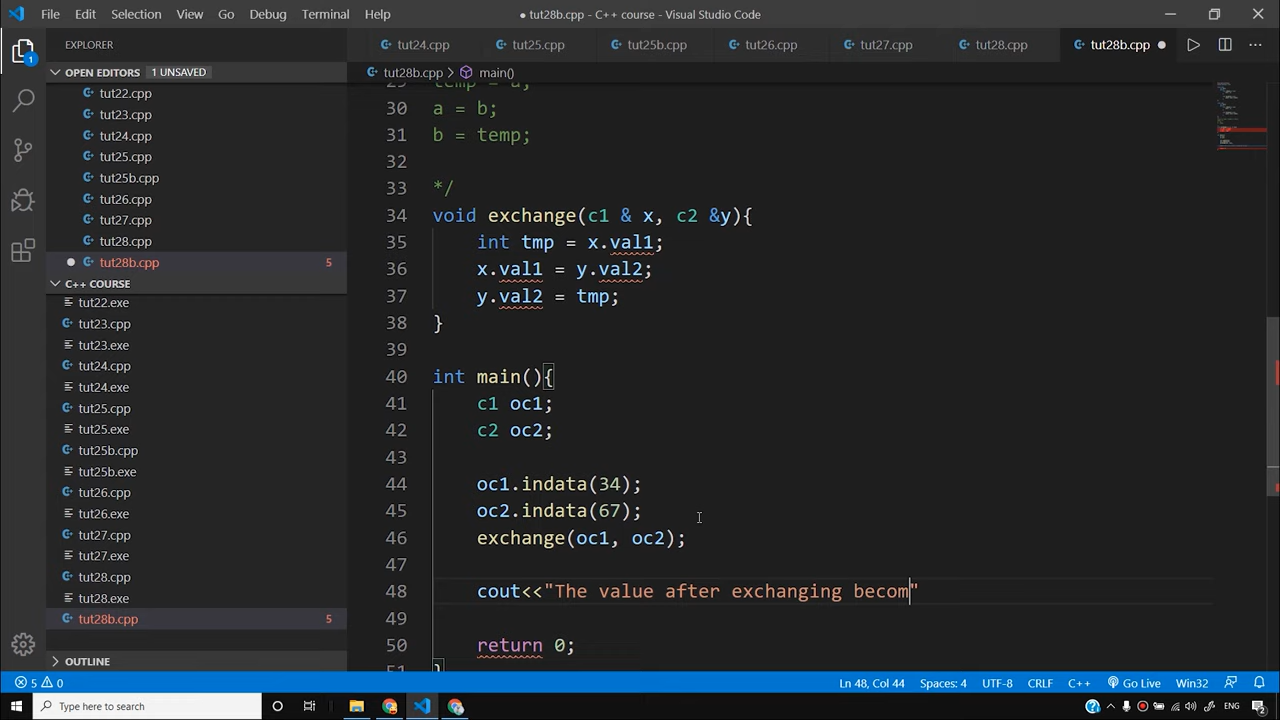 File Edit Selection View Go Debug Terminal Help
● tut28b.cpp - C++ course - Visual Studio Code
EXPLORER
tut24.cpp tut25.cpp tut25b.cpp tut26.cpp tut27.cpp tut28.cpp tut28b.cpp ●
OPEN EDITORS 1 UNSAVED
tut22.cpp
tut23.cpp
tut24.cpp
tut25.cpp
tut25b.cpp
tut26.cpp
tut27.cpp
tut28.cpp
● tut28b.cpp 5
C++ COURSE
tut22.exe
tut23.cpp
tut23.exe
tut24.cpp
tut24.exe
tut25.cpp
tut25.exe
tut25b.cpp
tut25b.exe
tut26.cpp
tut26.exe
tut27.cpp
tut27.exe
tut28.cpp
tut28.exe
tut28b.cpp 5
OUTLINE
1
tut28b.cpp > main()
29 temp = a;
30 a = b;
31 b = temp;
32
33 */
34 void exchange(c1 & x, c2 &y){
35 int tmp = x.val1;
36 x.val1 = y.val2;
37 y.val2 = tmp;
38 }
39
40 int main(){
41 c1 oc1;
42 c2 oc2;
43
44 oc1.indata(34);
45 oc2.indata(67);
46 exchange(oc1, oc2);
47
48 cout<<"The value after exchanging becom"
49
50 return 0;
51 }
5 0
Ln 48, Col 44 Spaces: 4 UTF-8 CRLF C++ Go Live Win32
Type here to search
ENG
2